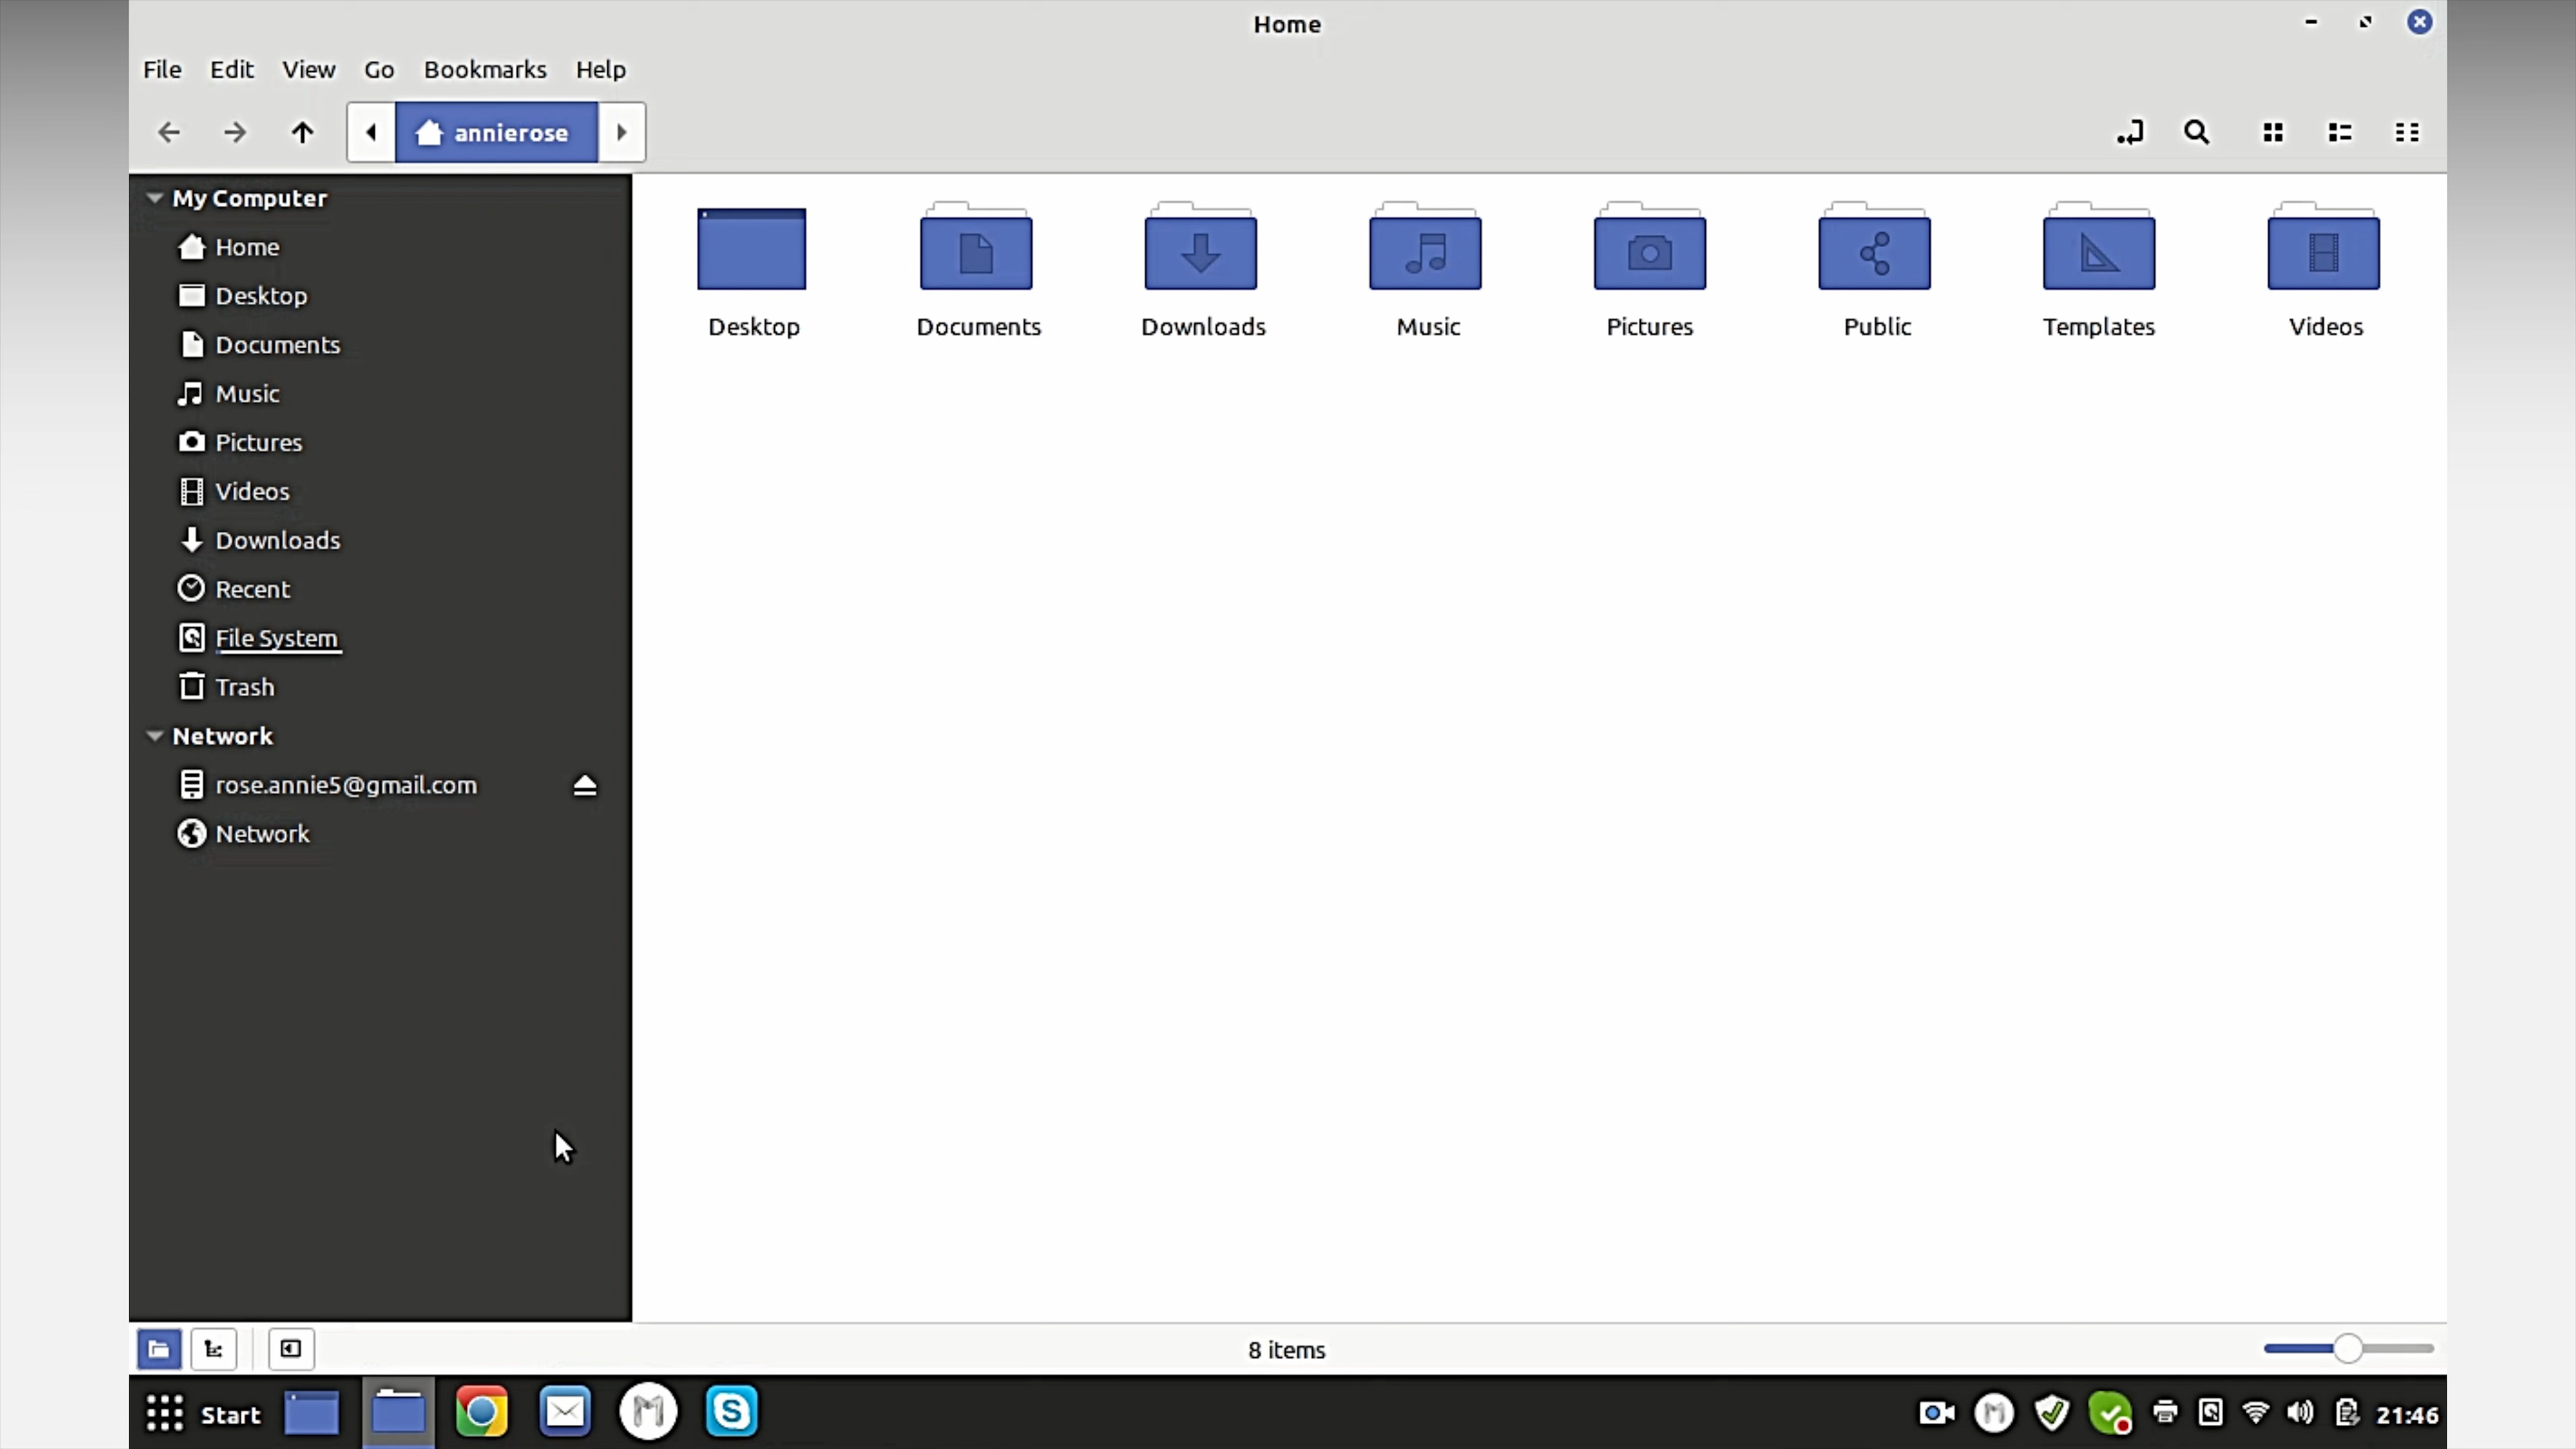 Home
File Edit View Go Bookmarks Help
annierose
My Computer
Home
Desktop
Documents
Music
Pictures
Videos
Downloads
Recent
File System
Trash
Network
rose.annie5@gmail.com
Network
Desktop Documents Downloads Music Pictures Public Templates Videos
8 items
Start
21:46